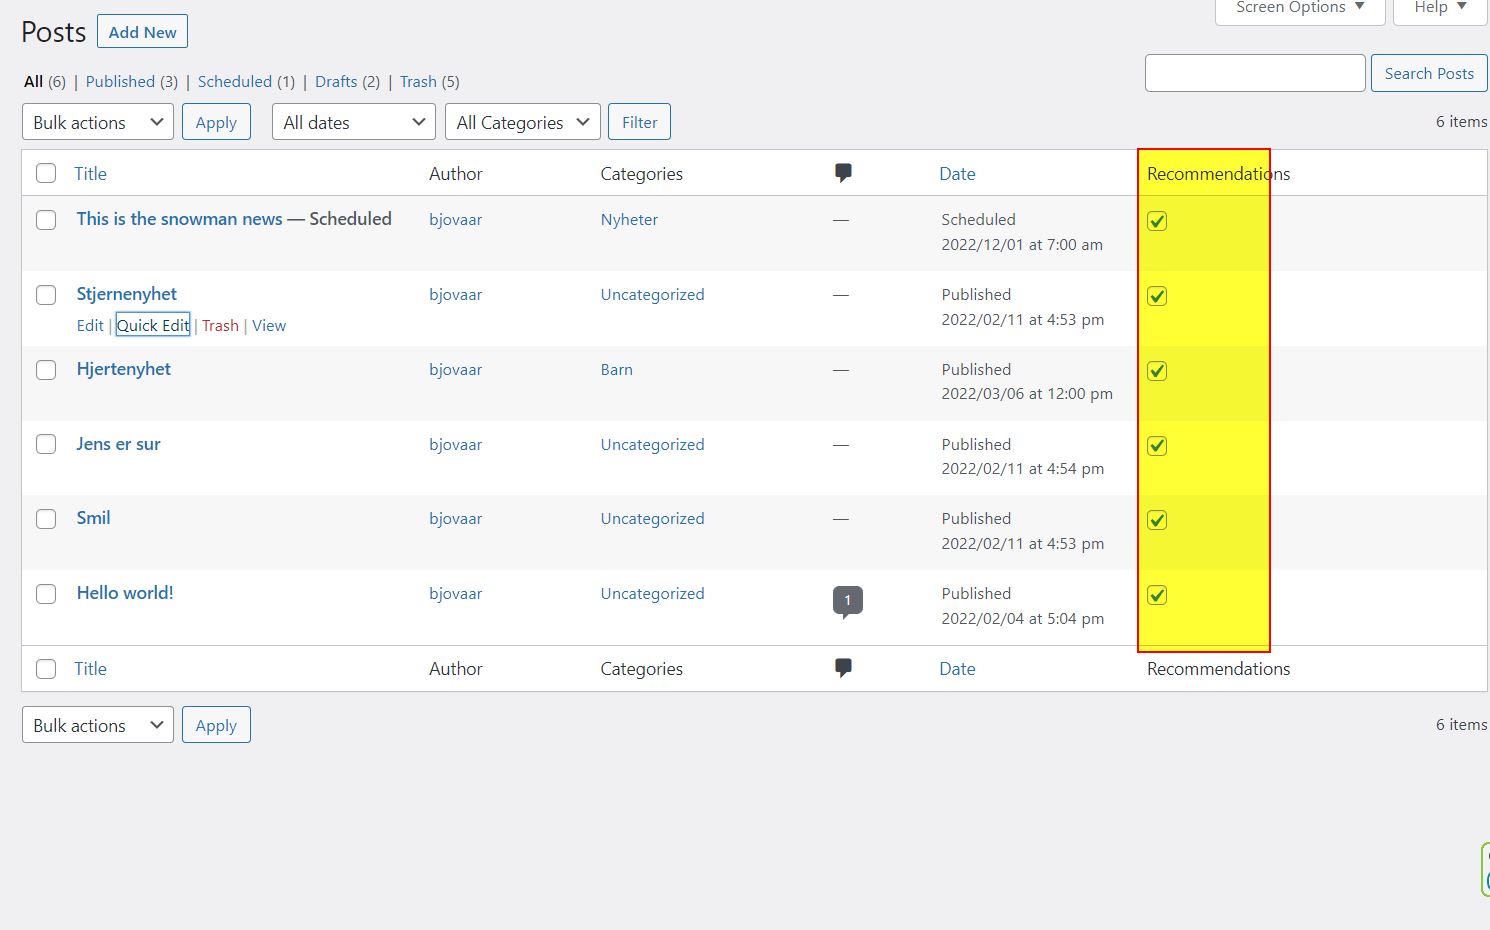 Screen Options ▼ Help ▼
Posts Add New
All (6) | Published (3) | Scheduled (1) | Drafts (2) | Trash (5)
Search Posts
Bulk actions Apply All dates All Categories Filter 6 items
Title Author Categories Date Recommendations
This is the snowman news — Scheduled bjovaar Nyheter — Scheduled
2022/12/01 at 7:00 am
Stjernenyhet bjovaar Uncategorized — Published
Edit | Quick Edit | Trash | View 2022/02/11 at 4:53 pm
Hjertenyhet bjovaar Barn — Published
2022/03/06 at 12:00 pm
Jens er sur bjovaar Uncategorized — Published
2022/02/11 at 4:54 pm
Smil bjovaar Uncategorized — Published
2022/02/11 at 4:53 pm
Hello world! bjovaar Uncategorized 1 Published
2022/02/04 at 5:04 pm
Title Author Categories Date Recommendations
Bulk actions Apply 6 items